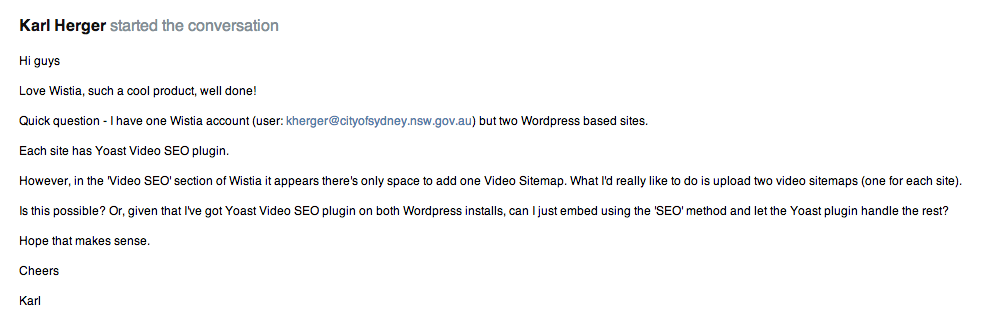 Karl Herger started the conversation
Hi guys
Love Wistia, such a cool product, well done!
Quick question - I have one Wistia account (user: kherger@cityofsydney.nsw.gov.au) but two Wordpress based sites.
Each site has Yoast Video SEO plugin.
However, in the 'Video SEO' section of Wistia it appears there's only space to add one Video Sitemap. What I'd really like to do is upload two video sitemaps (one for each site).
Is this possible? Or, given that I've got Yoast Video SEO plugin on both Wordpress installs, can I just embed using the 'SEO' method and let the Yoast plugin handle the rest?
Hope that makes sense.
Cheers
Karl